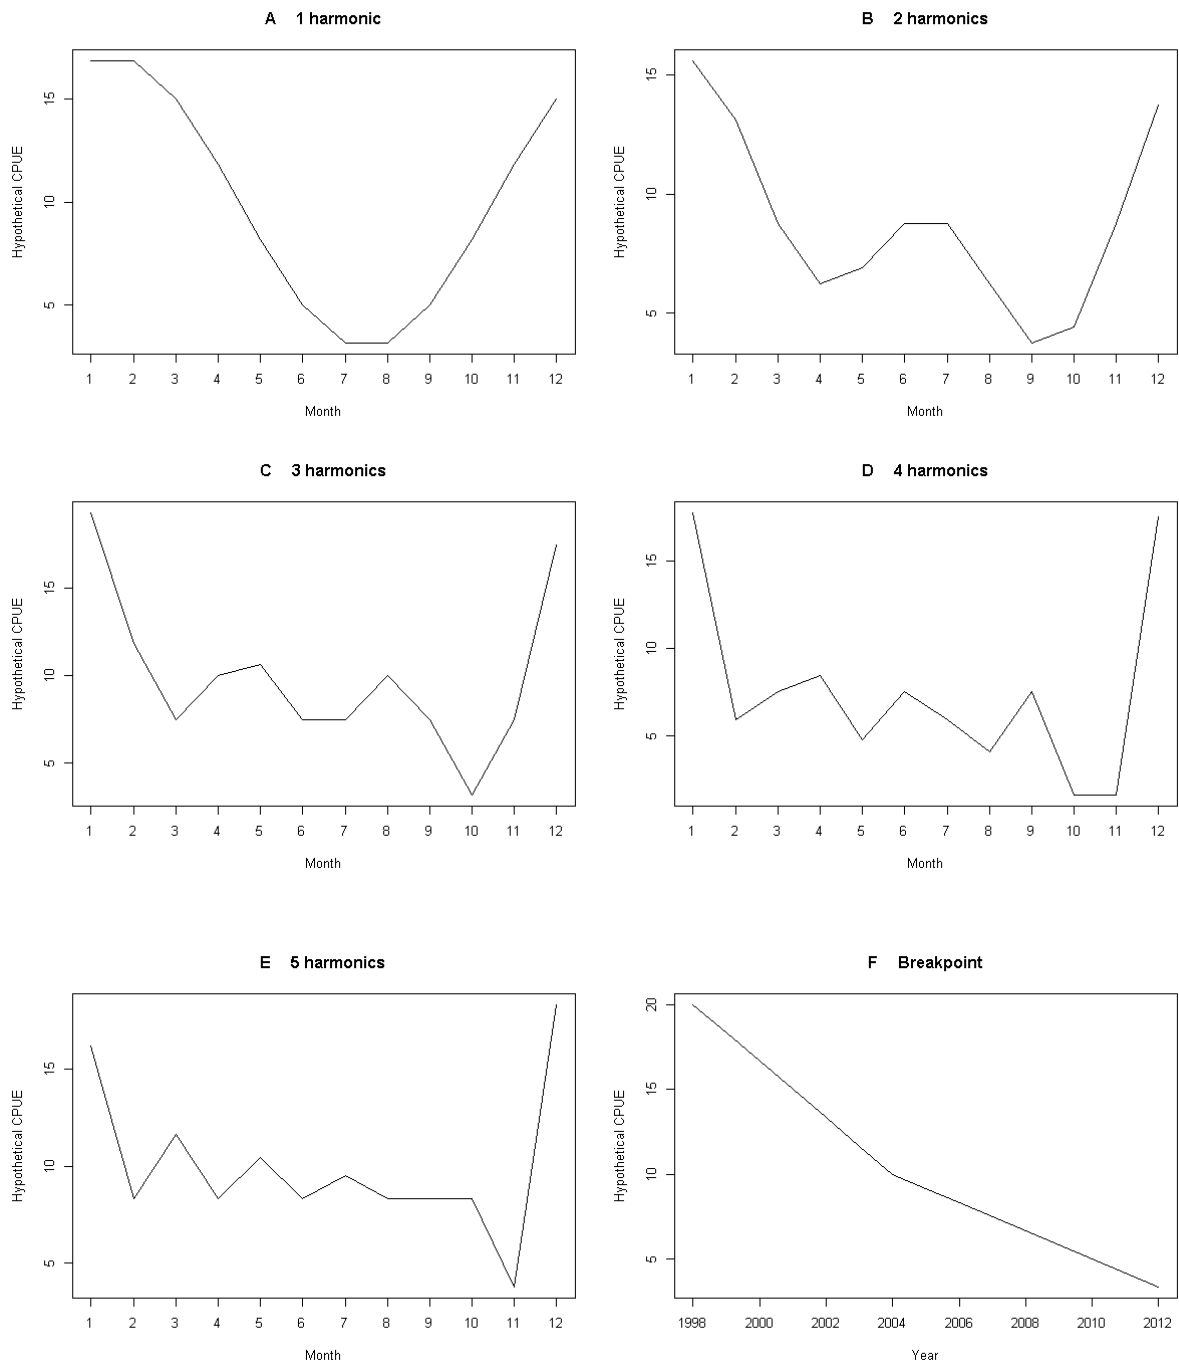 A 1 harmonic
Hypothetical CPUE
15
10
5
1 2 3 4 5 6 7 8 9 10 11 12
Month
B 2 harmonics
Hypothetical CPUE
15
10
5
1 2 3 4 5 6 7 8 9 10 11 12
Month
C 3 harmonics
Hypothetical CPUE
15
10
5
1 2 3 4 5 6 7 8 9 10 11 12
Month
D 4 harmonics
Hypothetical CPUE
15
10
5
1 2 3 4 5 6 7 8 9 10 11 12
Month
E 5 harmonics
Hypothetical CPUE
15
10
5
1 2 3 4 5 6 7 8 9 10 11 12
Month
F Breakpoint
Hypothetical CPUE
20
15
10
5
1998 2000 2002 2004 2006 2008 2010 2012
Year